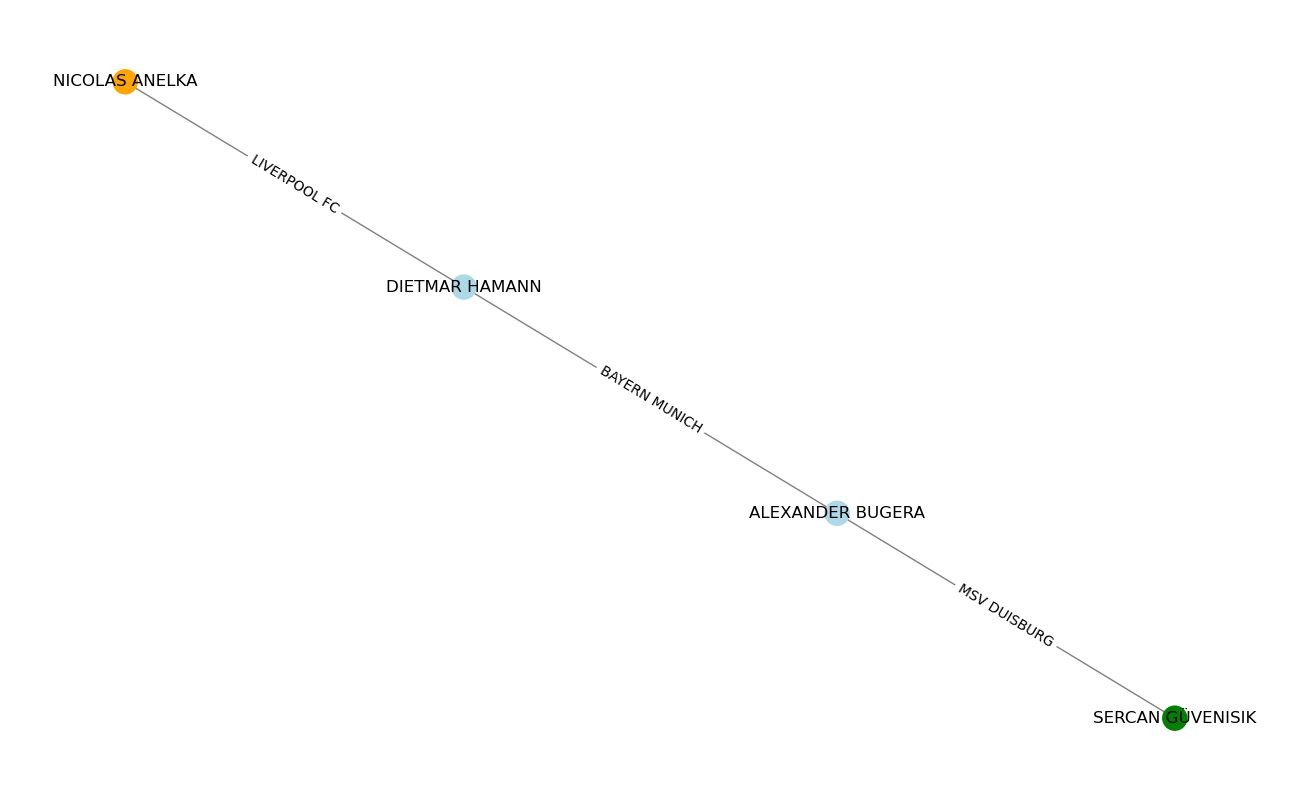 NICOLAS ANELKA
LIVERPOOL FC
DIETMAR HAMANN
BAYERN MUNICH
ALEXANDER BUGERA
MSV DUISBURG
SERCAN GÜVENISIK